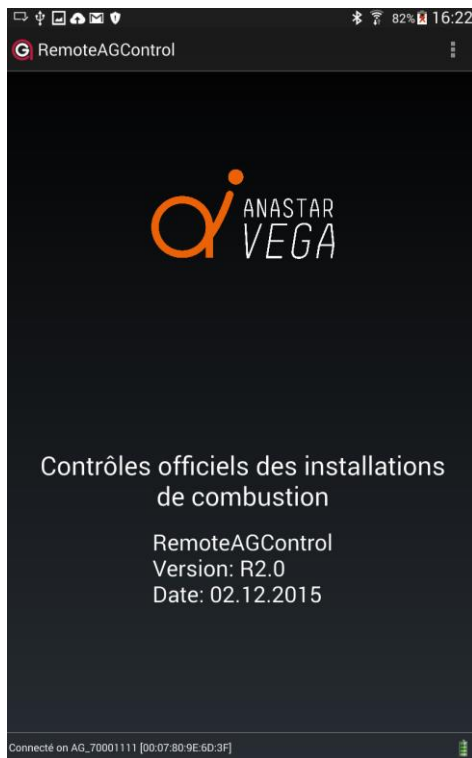 82% 16:22
RemoteAGControl
ANASTAR
VEGA
Contrôles officiels des installations
de combustion
RemoteAGControl
Version: R2.0
Date: 02.12.2015
Connecté on AG_70001111 [00:07:80:9E:6D:3F]